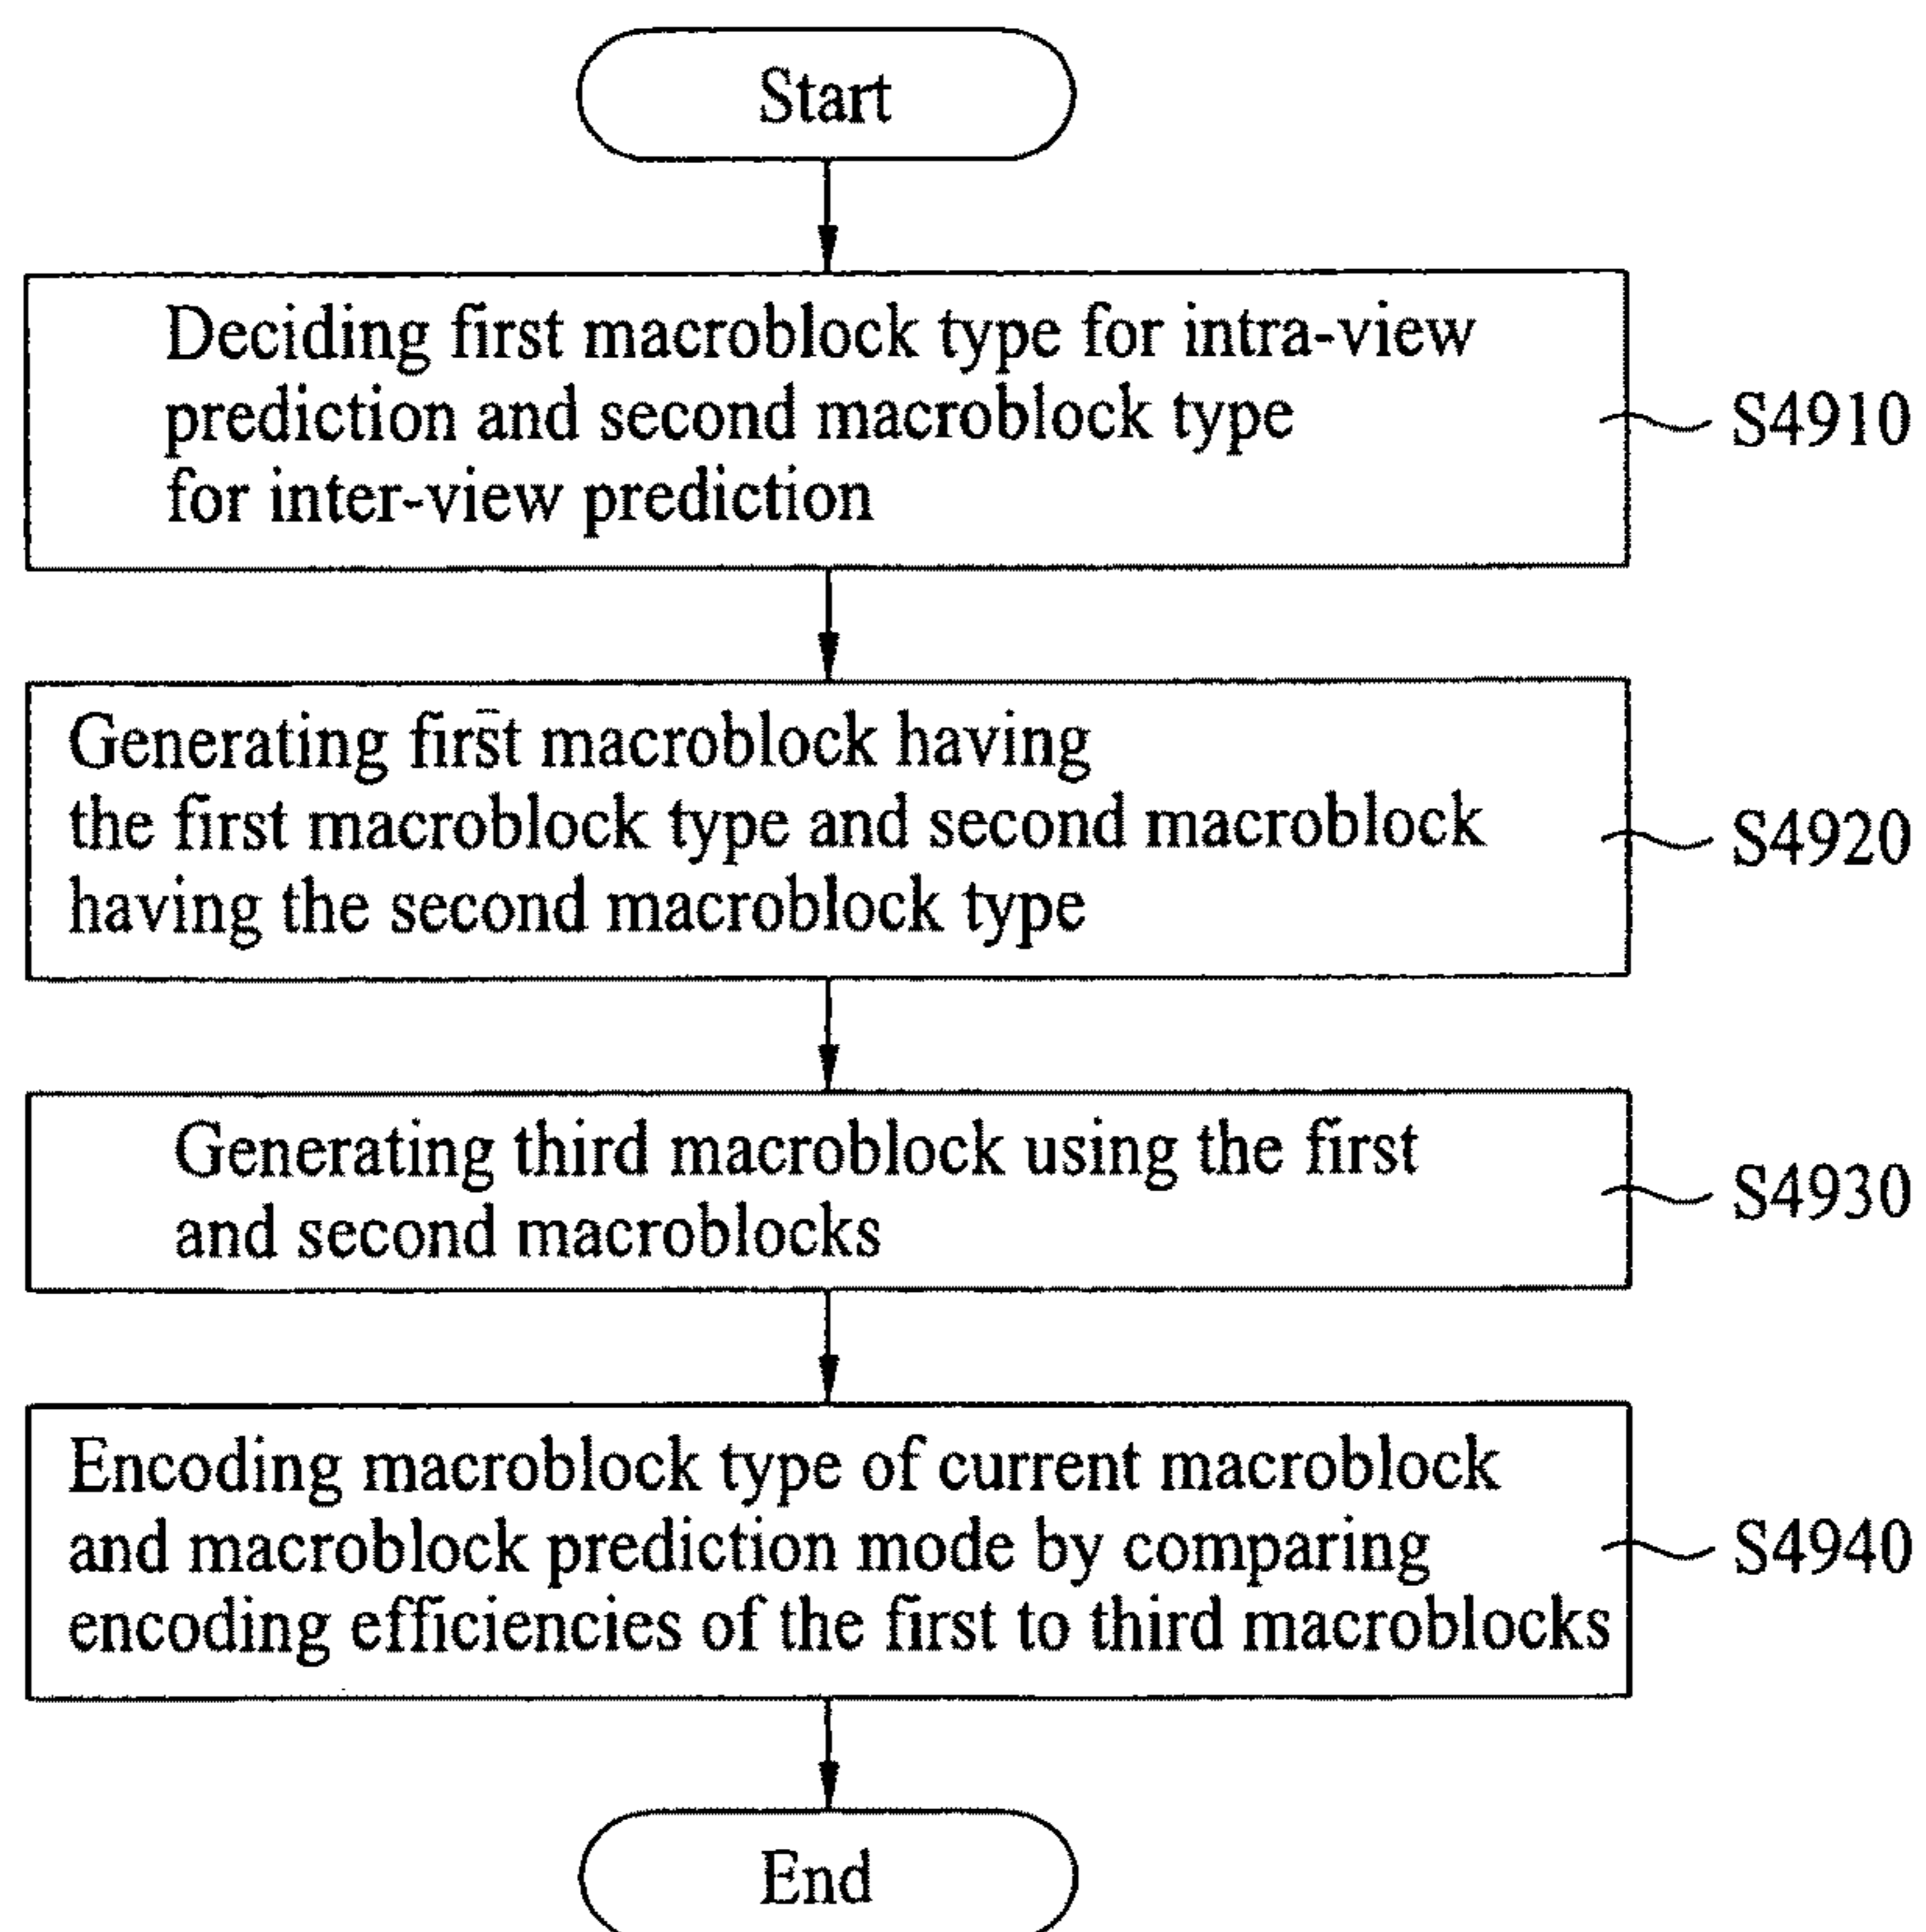 Start
Deciding first macroblock type for intra-view
prediction and second macroblock type
for inter-view prediction
S4910
Generating first macroblock having
the first macroblock type and second macroblock
having the second macroblock type
S4920
Generating third macroblock using the first
and second macroblocks
S4930
Encoding macroblock type of current macroblock
and macroblock prediction mode by comparing
encoding efficiencies of the first to third macroblocks
S4940
End